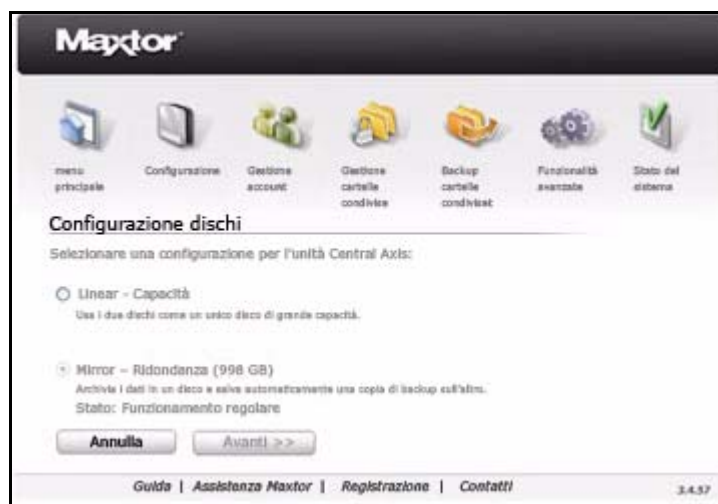 Maxtor
menu principale
Configurazione
Gestione account
Gestione cartelle condivise
Backup cartelle condivise
Funzionalità avanzate
Stato del sistema
Configurazione dischi
Selezionare una configurazione per l'unità Central Axis:
Linear - Capacità
Usa i due dischi come un unico disco di grande capacità.
Mirror – Ridondanza (998 GB)
Archivia i dati in un disco e salva automaticamente una copia di backup sull'altro.
Stato: Funzionamento regolare
Annulla
Avanti >>
Guida | Assistenza Maxtor | Registrazione | Contatti
3.4.57